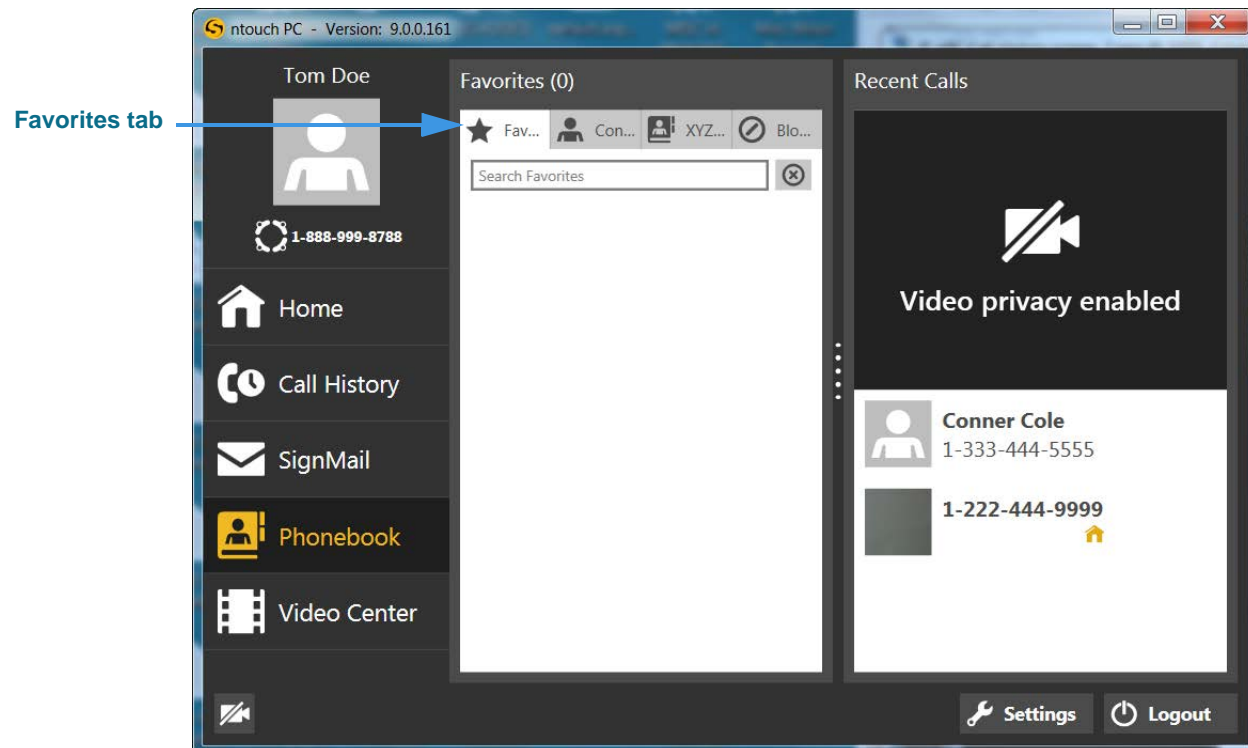 ntouch PC - Version: 9.0.0.161
Tom Doe
1-888-999-8788
Home
Call History
SignMail
Phonebook
Video Center
Favorites tab
Favorites (0)
Fav... Con... XYZ... Blo...
Search Favorites
Recent Calls
Video privacy enabled
Conner Cole
1-333-444-5555
1-222-444-9999
Settings
Logout